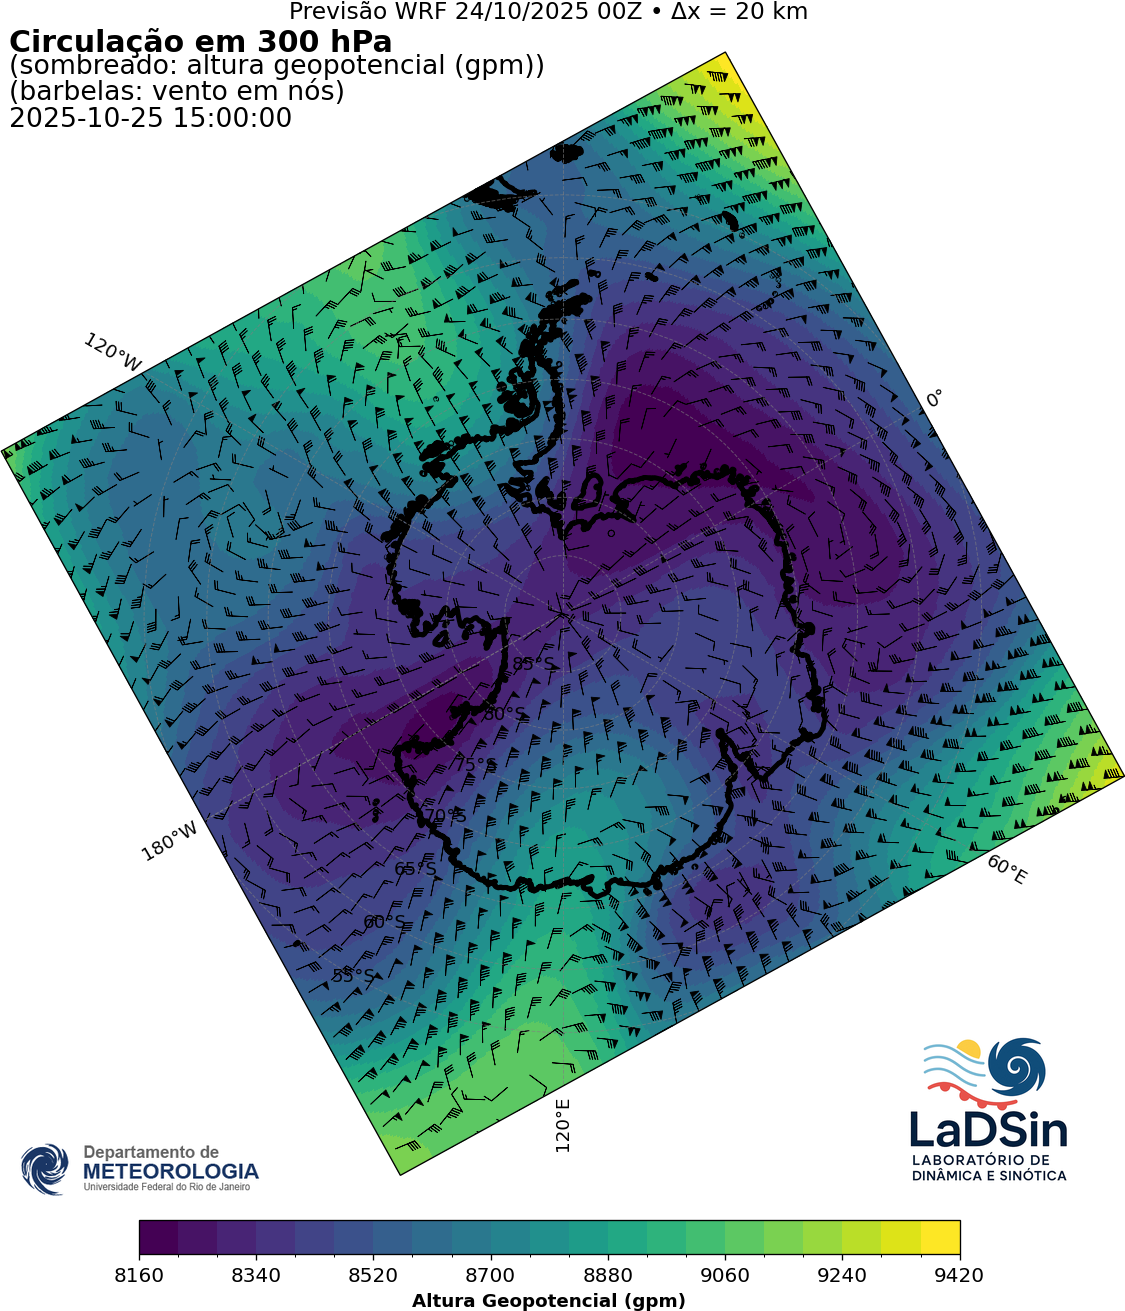 Previsão WRF 24/10/2025 00Z • Δx = 20 km
Circulação em 300 hPa
(sombreado: altura geopotencial (gpm))
(barbelas: vento em nós)
2025-10-25 15:00:00
120°W
0°
85°S
80°S
75°S
70°S
180°W
65°S
60°E
60°S
55°S
120°E
LaDSin
LABORATÓRIO DE
DINÂMICA E SINÓTICA
Departamento de
METEOROLOGIA
Universidade Federal do Rio de Janeiro
8160 8340 8520 8700 8880 9060 9240 9420
Altura Geopotencial (gpm)